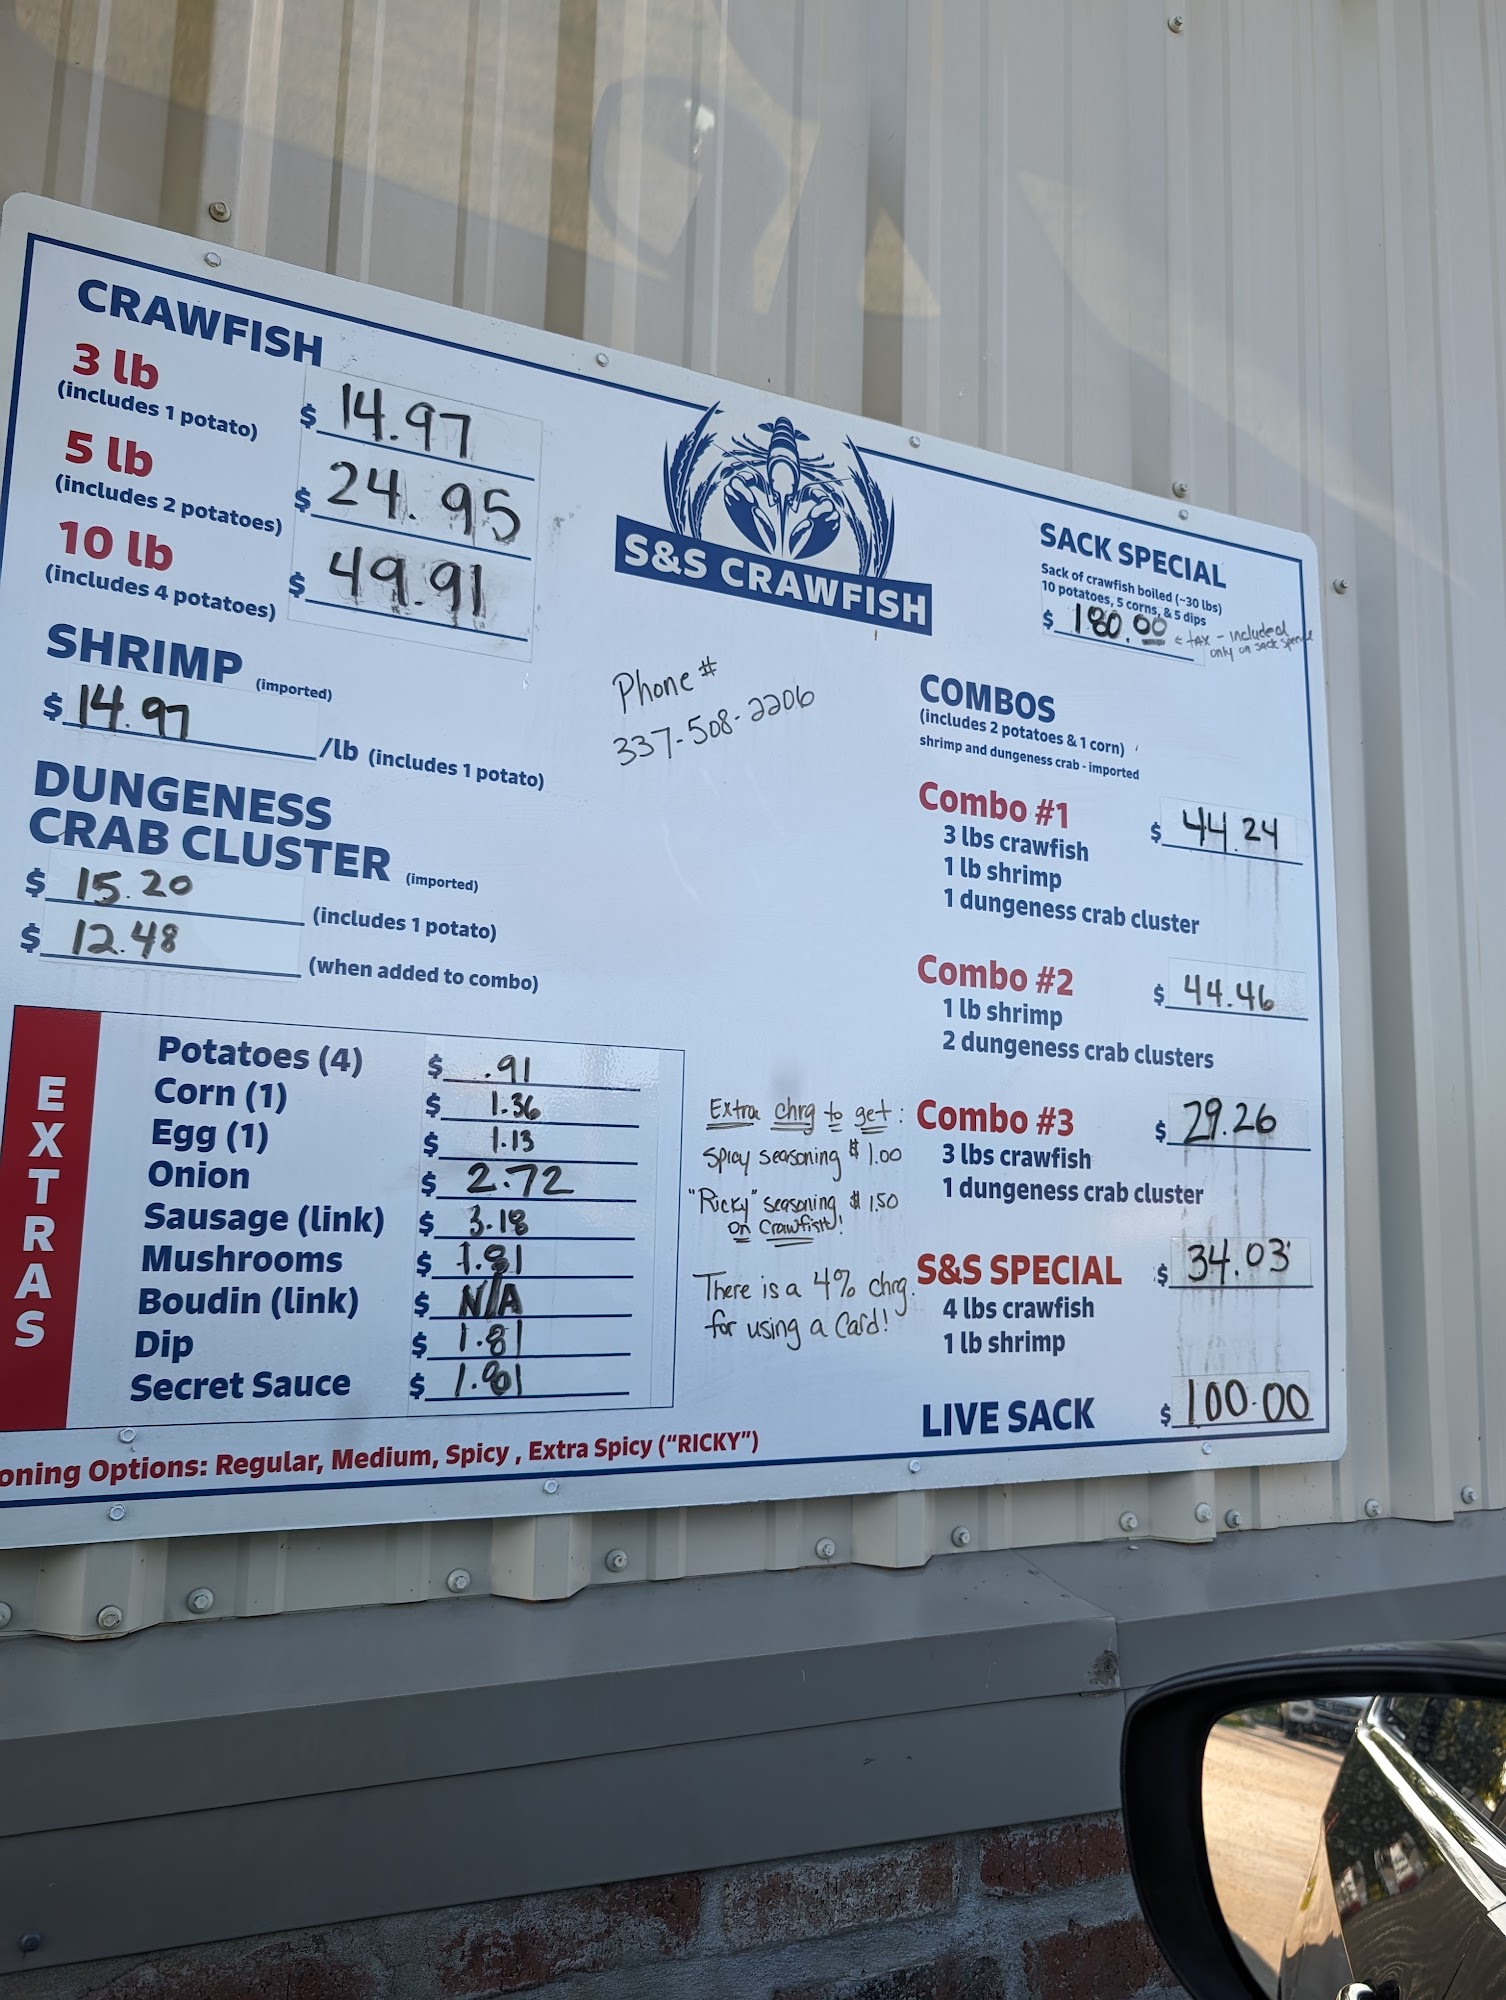 CRAWFISH
3 lb
(includes 1 potato)
$ 14.97
5 lb
(includes 2 potatoes)
$ 24.95
10 lb
(includes 4 potatoes)
$ 49.91
SHRIMP (imported)
$ 14.97 /lb (includes 1 potato)
DUNGENESS
CRAB CLUSTER (imported)
$ 15.20 (includes 1 potato)
$ 12.48 (when added to combo)
EXTRAS
Potatoes (4) $ .91
Corn (1) $ 1.36
Egg (1) $ 1.13
Onion $ 2.72
Sausage (link) $ 3.18
Mushrooms $ 1.81
Boudin (link) $ N/A
Dip $ 1.81
Secret Sauce $ 1.81
oning Options: Regular, Medium, Spicy , Extra Spicy ("RICKY")
S&S CRAWFISH
Phone #
337-508-2206
Extra chrg to get:
Spicy seasoning $ 1.00
"Ricky" seasoning $ 1.50
on Crawfish!
There is a 4% chrg.
for using a Card!
SACK SPECIAL
Sack of crawfish boiled (~30 lbs)
10 potatoes, 5 corns, & 5 dips
$ 180.00 ← tax - included
only on sack
COMBOS
(includes 2 potatoes & 1 corn)
shrimp and dungeness crab - imported
Combo #1 $ 44.24
3 lbs crawfish
1 lb shrimp
1 dungeness crab cluster
Combo #2 $ 44.46
1 lb shrimp
2 dungeness crab clusters
Combo #3 $ 29.26
3 lbs crawfish
1 dungeness crab cluster
S&S SPECIAL $ 34.03
4 lbs crawfish
1 lb shrimp
LIVE SACK $ 100.00